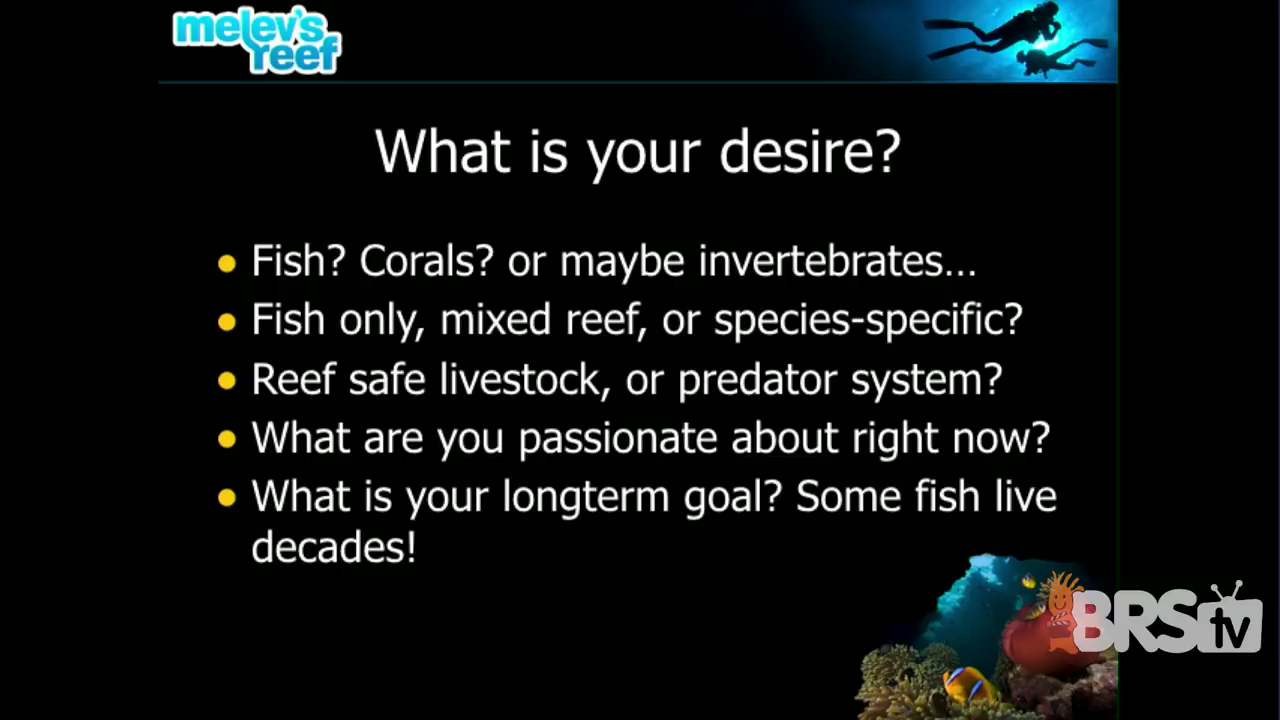 melev's
reef
What is your desire?
Fish? Corals? or maybe invertebrates...
Fish only, mixed reef, or species-specific?
Reef safe livestock, or predator system?
What are you passionate about right now?
What is your longterm goal? Some fish live
decades!
BRStv